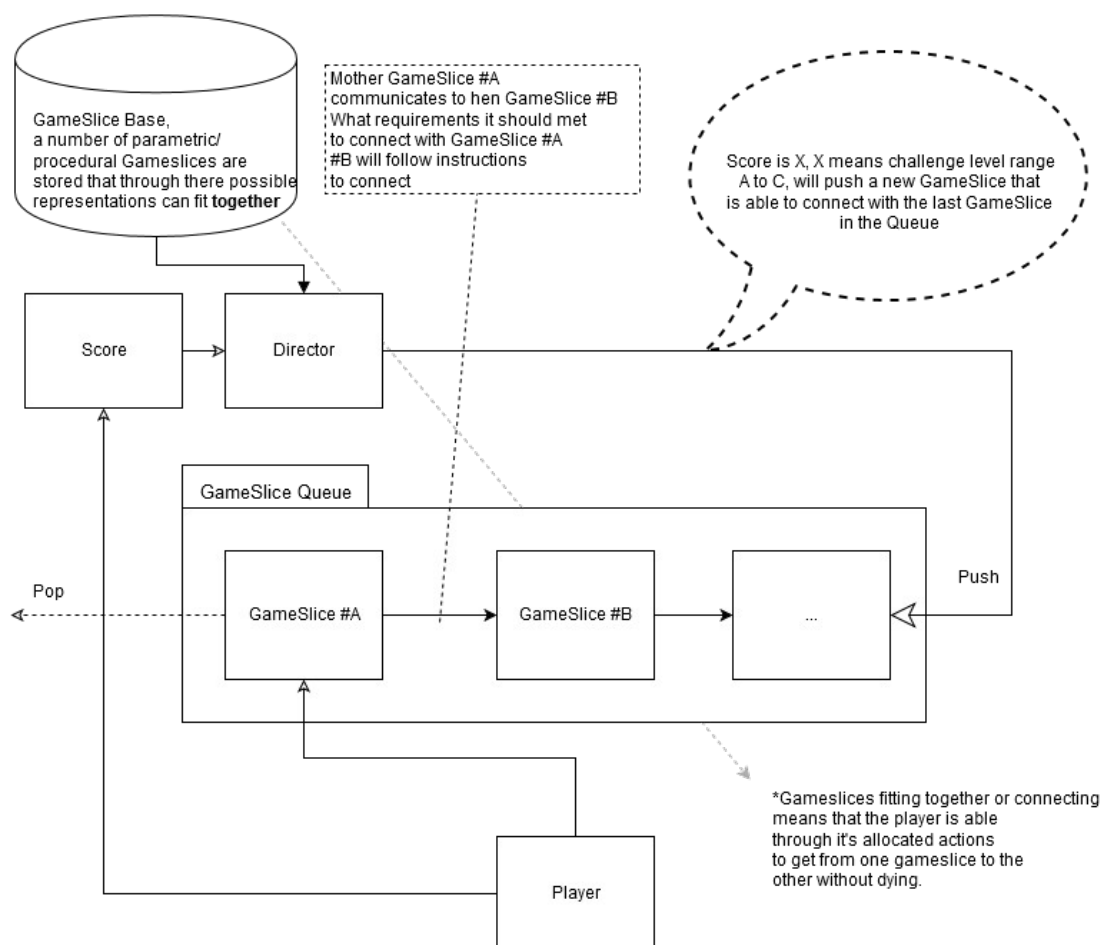 GameSlice Base,
a number of parametric/
procedural Gameslices are
stored that through there possible
representations can fit together
Mother GameSlice #A
communicates to hen GameSlice #B
What requirements it should met
to connect with GameSlice #A
#B will follow instructions
to connect
Score is X, X means challenge level range
A to C, will push a new GameSlice that
is able to connect with the last GameSlice
in the Queue
Score
Director
GameSlice Queue
Pop
GameSlice #A
GameSlice #B
...
Push
*Gameslices fitting together or connecting
means that the player is able
through it's allocated actions
to get from one gameslice to the
other without dying.
Player